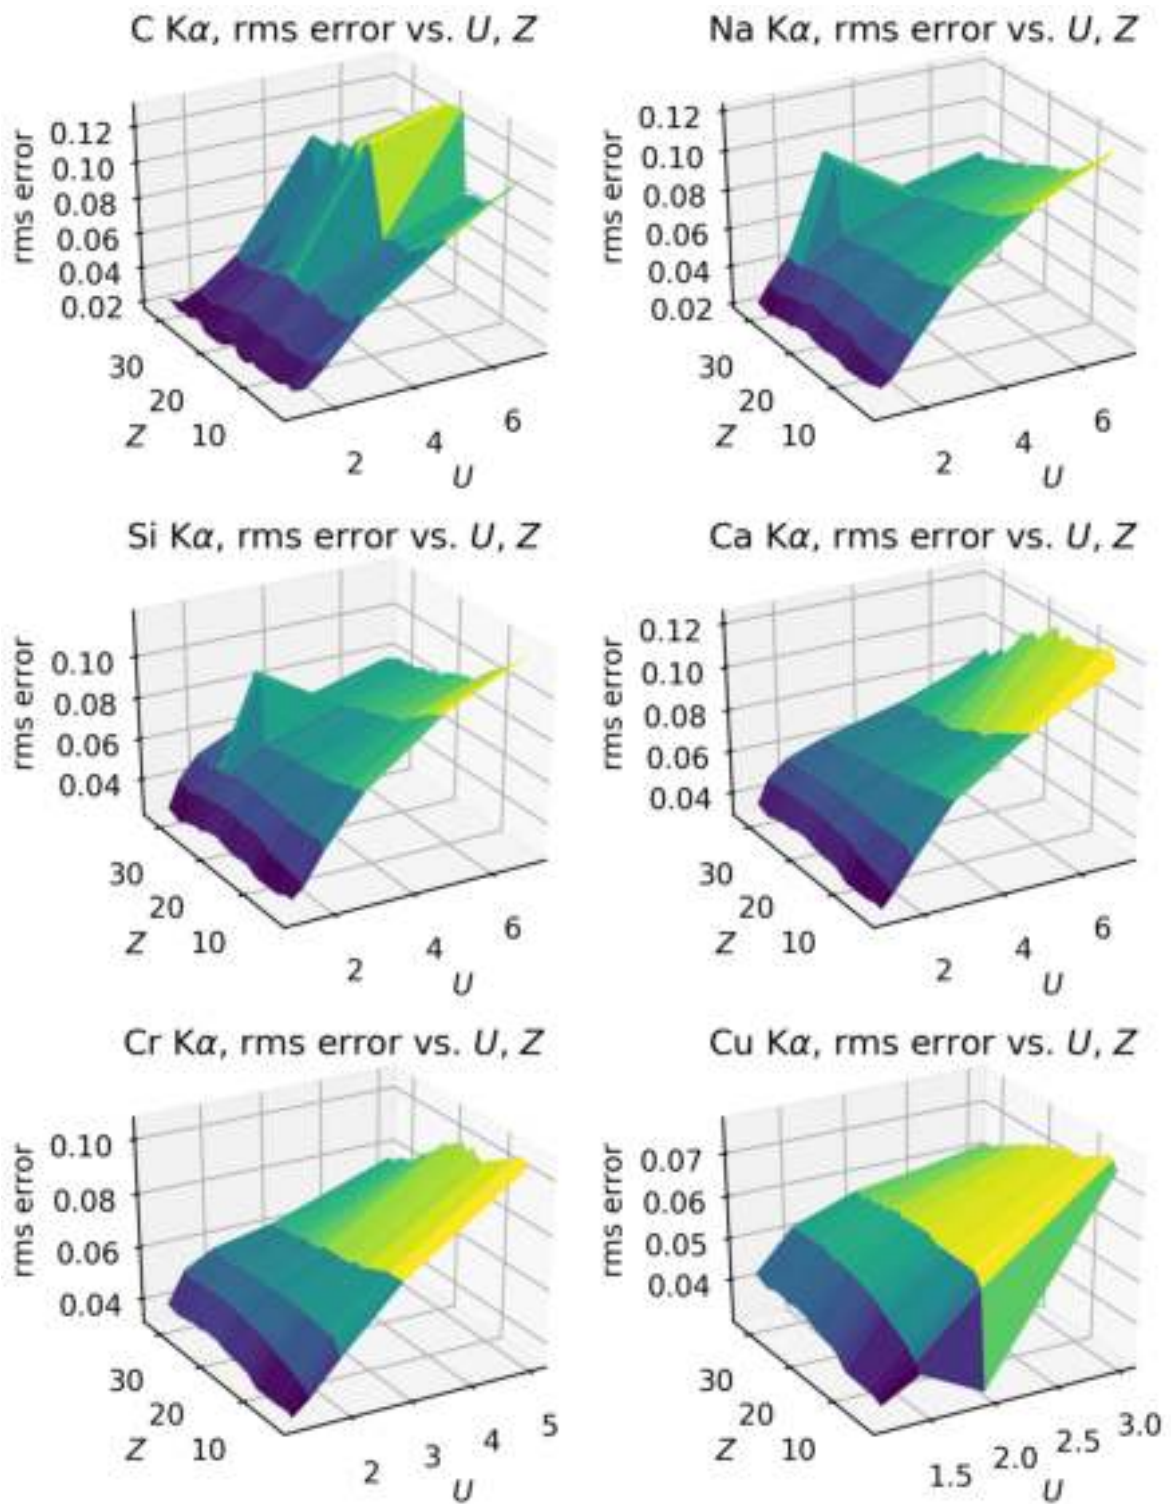 C Kα, rms error vs. U, Z
rms error
0.12
0.10
0.08
0.06
0.04
0.02
30
20
10
Z
2
4
6
U
Na Kα, rms error vs. U, Z
rms error
0.12
0.10
0.08
0.06
0.04
0.02
30
20
10
Z
2
4
6
U
Si Kα, rms error vs. U, Z
rms error
0.10
0.08
0.06
0.04
30
20
10
Z
2
4
6
U
Ca Kα, rms error vs. U, Z
rms error
0.12
0.10
0.08
0.06
0.04
30
20
10
Z
2
4
6
U
Cr Kα, rms error vs. U, Z
rms error
0.10
0.08
0.06
0.04
30
20
10
Z
2
3
4
5
U
Cu Kα, rms error vs. U, Z
rms error
0.07
0.06
0.05
0.04
30
20
10
Z
1.5
2.0
2.5
3.0
U